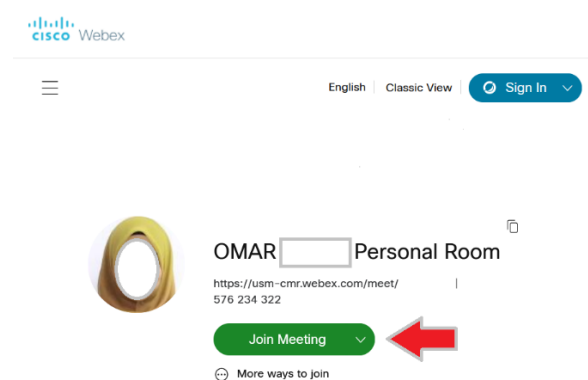 CISCO Webex
English Classic View Sign In
OMAR Personal Room
https://usm-cmr.webex.com/meet/ |
576 234 322
Join Meeting
More ways to join